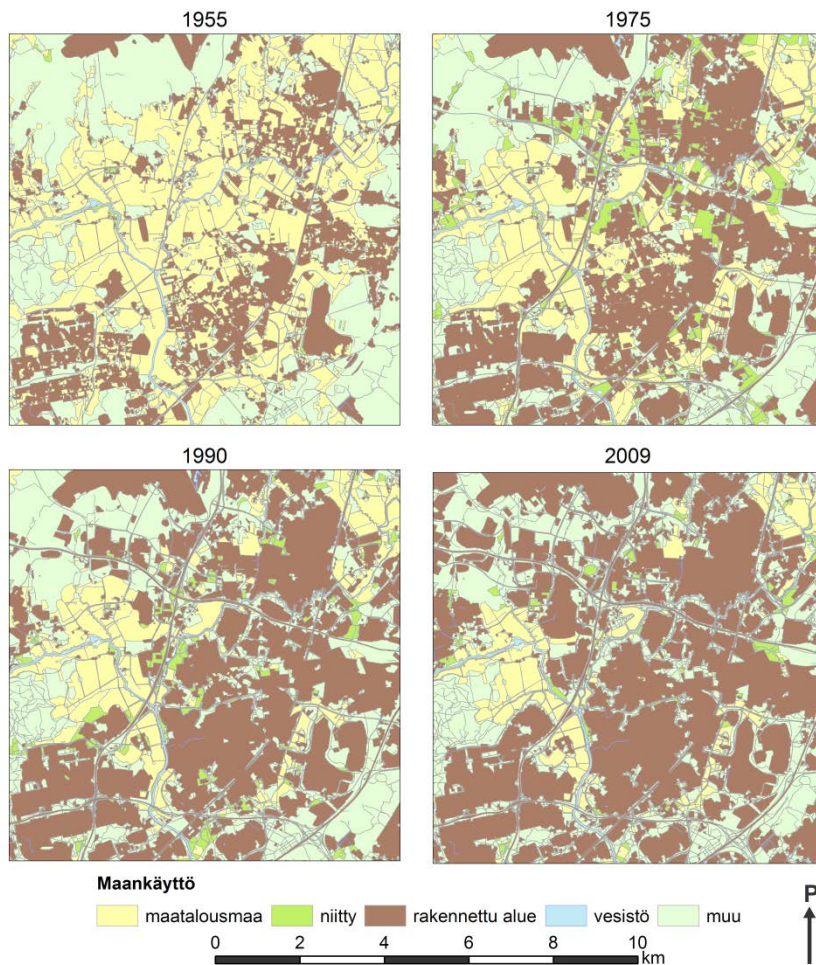 1955
1975
1990
2009
Maankäyttö
maatalousmaa niitty rakennettu alue vesistö muu
P
0 2 4 6 8 10
km